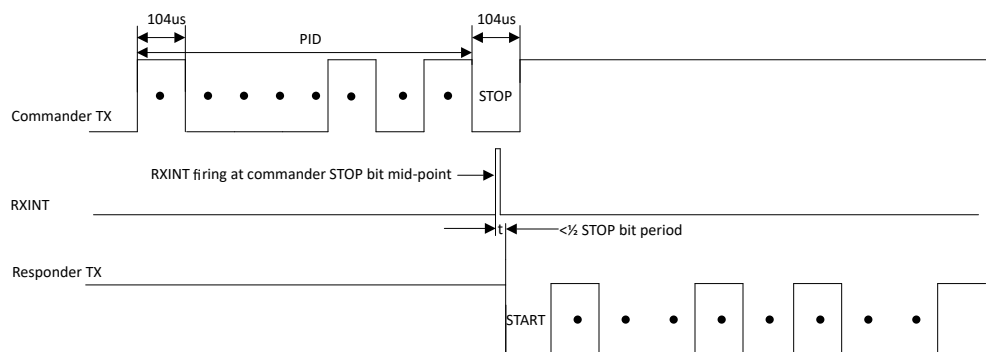 104us
104us
PID
STOP
Commander TX
RXINT firing at commander STOP bit mid-point
RXINT
t
<½ STOP bit period
Responder TX
START